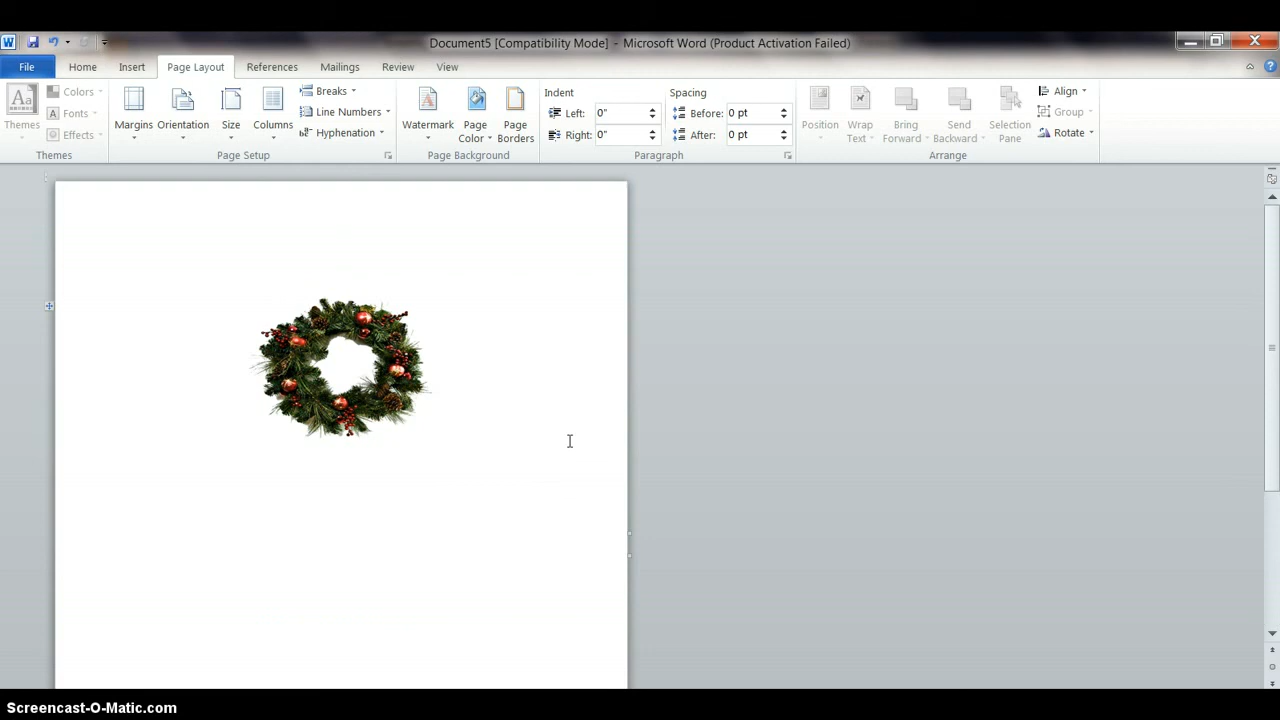 Document5 [Compatibility Mode] - Microsoft Word (Product Activation Failed)
File Home Insert Page Layout References Mailings Review View
Themes
Colors
Fonts
Effects
Themes
Margins
Orientation
Size
Columns
Breaks
Line Numbers
Hyphenation
Page Setup
Watermark
Page
Color
Page
Borders
Page Background
Indent
Left: 0"
Right: 0"
Spacing
Before: 0 pt
After: 0 pt
Paragraph
Position
Wrap
Text
Bring
Forward
Send
Backward
Selection
Pane
Align
Group
Rotate
Arrange
Screencast-O-Matic.com